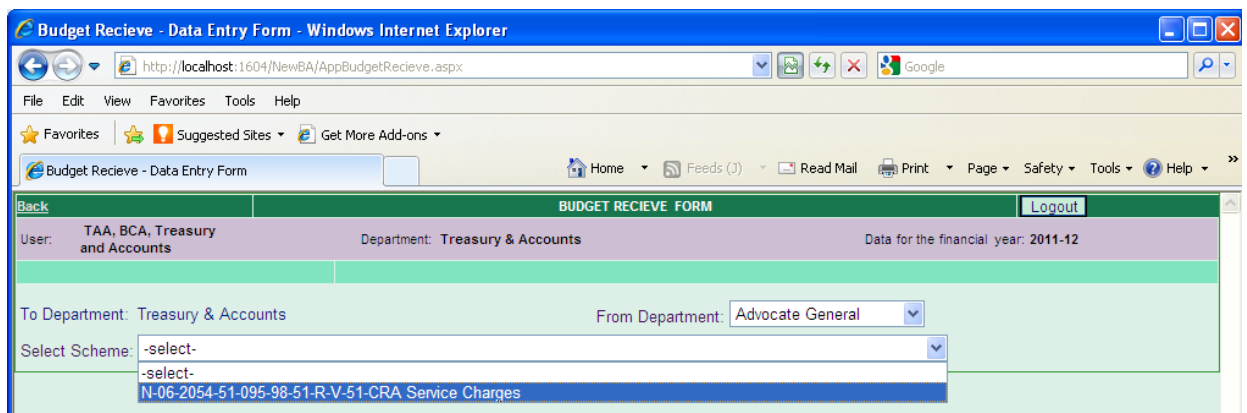 Budget Recieve - Data Entry Form - Windows Internet Explorer
http://localhost:1604/NewBA/AppBudgetRecieve.aspx Google
File Edit View Favorites Tools Help
Favorites Suggested Sites Get More Add-ons
Budget Recieve - Data Entry Form Home Feeds (J) Read Mail Print Page Safety Tools Help »
Back BUDGET RECIEVE FORM Logout
User: TAA, BCA, Treasury and Accounts Department: Treasury & Accounts Data for the financial year: 2011-12
To Department: Treasury & Accounts From Department: Advocate General
Select Scheme: -select-
-select-
N-06-2054-51-095-98-51-R-V-51-CRA Service Charges